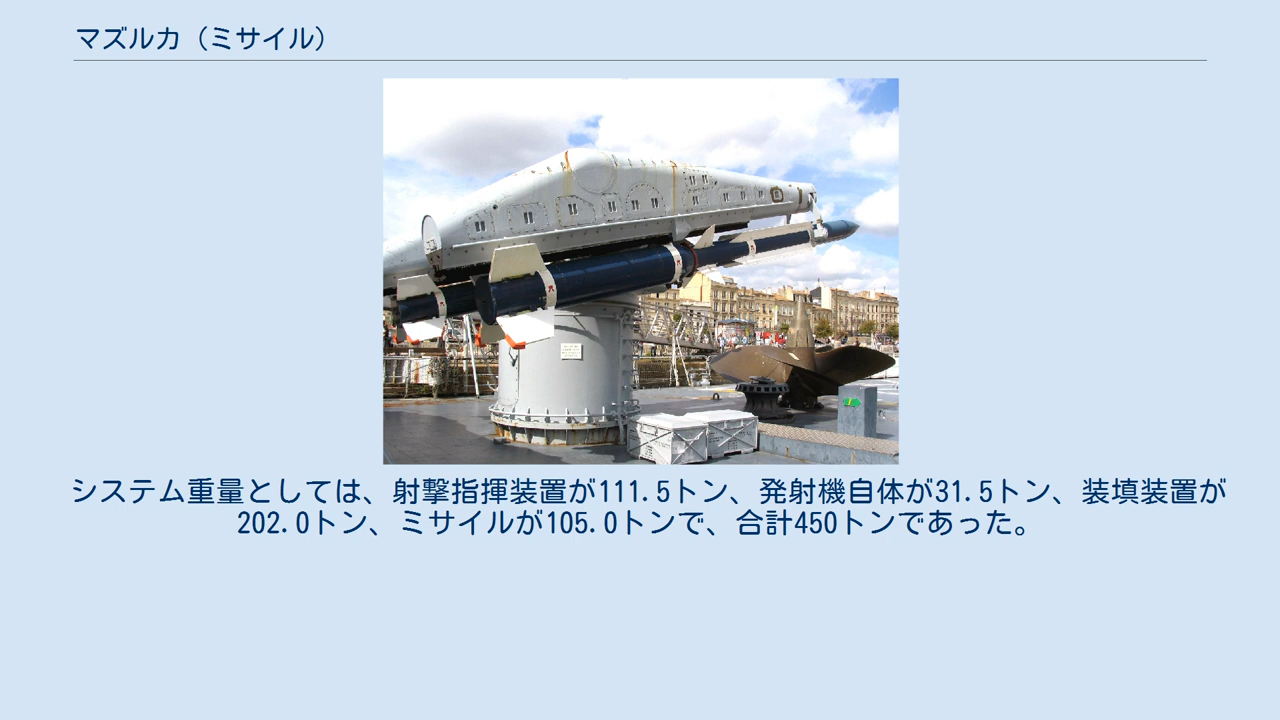 マズルカ（ミサイル）
システム重量としては、射撃指揮装置が111.5トン、発射機自体が31.5トン、装填装置が
202.0トン、ミサイルが105.0トンで、合計450トンであった。